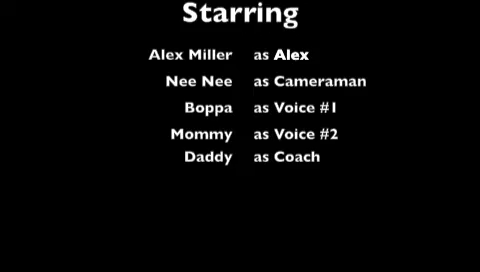 Starring
Alex Miller as Alex
Nee Nee as Cameraman
Boppa as Voice #1
Mommy as Voice #2
Daddy as Coach